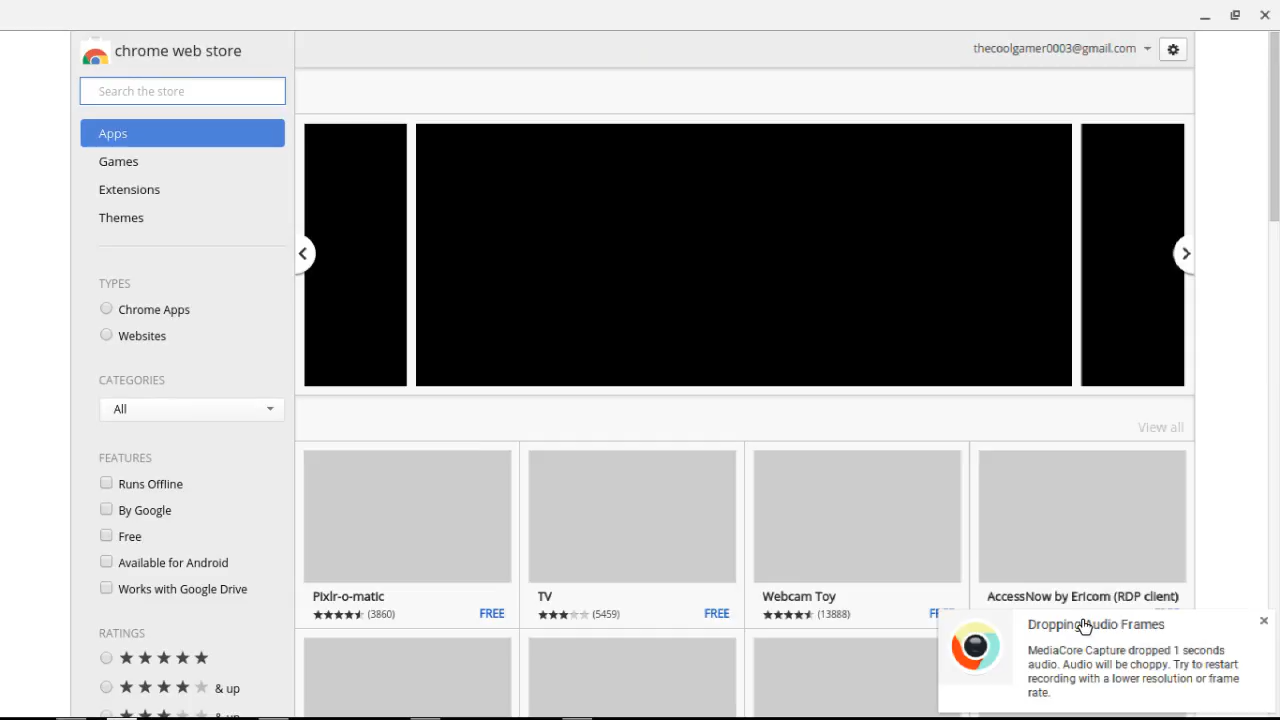 chrome web store
thecoolgamer0003@gmail.com
Search the store
Apps
Games
Extensions
Themes
TYPES
Chrome Apps
Websites
CATEGORIES
All
FEATURES
Runs Offline
By Google
Free
Available for Android
Works with Google Drive
RATINGS
& up
View all
Pixlr-o-matic
(3860) FREE
TV
(5459) FREE
Webcam Toy
(13888)
AccessNow by Ericom (RDP client)
Dropping Audio Frames
MediaCore Capture dropped 1 seconds
audio. Audio will be choppy. Try to restart
recording with a lower resolution or frame
rate.